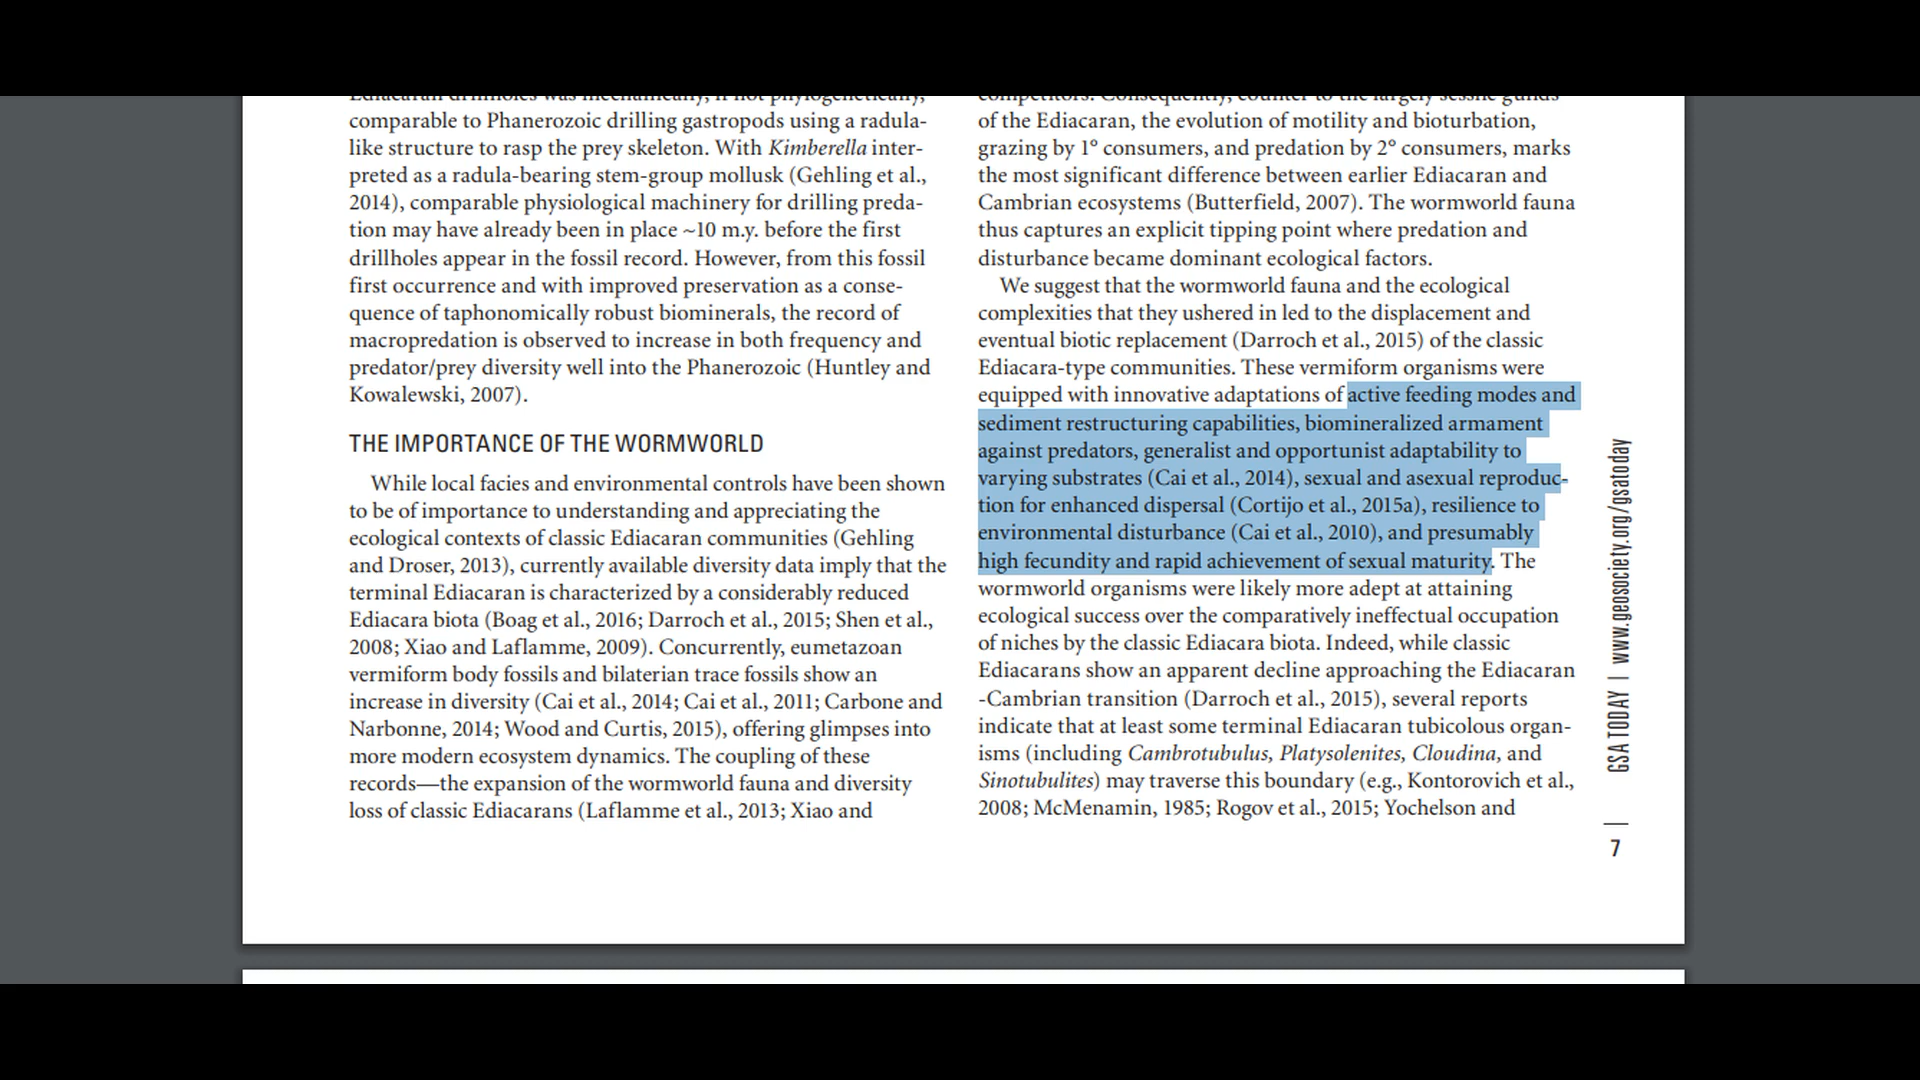 Ediacaran drillholes was mechanically, if not phylogenetically,
comparable to Phanerozoic drilling gastropods using a radula-
like structure to rasp the prey skeleton. With Kimberella inter-
preted as a radula-bearing stem-group mollusk (Gehling et al.,
2014), comparable physiological machinery for drilling preda-
tion may have already been in place ~10 m.y. before the first
drillholes appear in the fossil record. However, from this fossil
first occurrence and with improved preservation as a conse-
quence of taphonomically robust biominerals, the record of
macropredation is observed to increase in both frequency and
predator/prey diversity well into the Phanerozoic (Huntley and
Kowalewski, 2007).
THE IMPORTANCE OF THE WORMWORLD
While local facies and environmental controls have been shown
to be of importance to understanding and appreciating the
ecological contexts of classic Ediacaran communities (Gehling
and Droser, 2013), currently available diversity data imply that the
terminal Ediacaran is characterized by a considerably reduced
Ediacara biota (Boag et al., 2016; Darroch et al., 2015; Shen et al.,
2008; Xiao and Laflamme, 2009). Concurrently, eumetazoan
vermiform body fossils and bilaterian trace fossils show an
increase in diversity (Cai et al., 2014; Cai et al., 2011; Carbone and
Narbonne, 2014; Wood and Curtis, 2015), offering glimpses into
more modern ecosystem dynamics. The coupling of these
records—the expansion of the wormworld fauna and diversity
loss of classic Ediacarans (Laflamme et al., 2013; Xiao and
competitors. Consequently, counter to the largely sessile guilds
of the Ediacaran, the evolution of motility and bioturbation,
grazing by 1° consumers, and predation by 2° consumers, marks
the most significant difference between earlier Ediacaran and
Cambrian ecosystems (Butterfield, 2007). The wormworld fauna
thus captures an explicit tipping point where predation and
disturbance became dominant ecological factors.
We suggest that the wormworld fauna and the ecological
complexities that they ushered in led to the displacement and
eventual biotic replacement (Darroch et al., 2015) of the classic
Ediacara-type communities. These vermiform organisms were
equipped with innovative adaptations of active feeding modes and
sediment restructuring capabilities, biomineralized armament
against predators, generalist and opportunist adaptability to
varying substrates (Cai et al., 2014), sexual and asexual reproduc-
tion for enhanced dispersal (Cortijo et al., 2015a), resilience to
environmental disturbance (Cai et al., 2010), and presumably
high fecundity and rapid achievement of sexual maturity. The
wormworld organisms were likely more adept at attaining
ecological success over the comparatively ineffectual occupation
of niches by the classic Ediacara biota. Indeed, while classic
Ediacarans show an apparent decline approaching the Ediacaran
-Cambrian transition (Darroch et al., 2015), several reports
indicate that at least some terminal Ediacaran tubicolous organ-
isms (including Cambrotubulus, Platysolenites, Cloudina, and
Sinotubulites) may traverse this boundary (e.g., Kontorovich et al.,
2008; McMenamin, 1985; Rogov et al., 2015; Yochelson and
GSA TODAY | www.geosociety.org/gsatoday
7